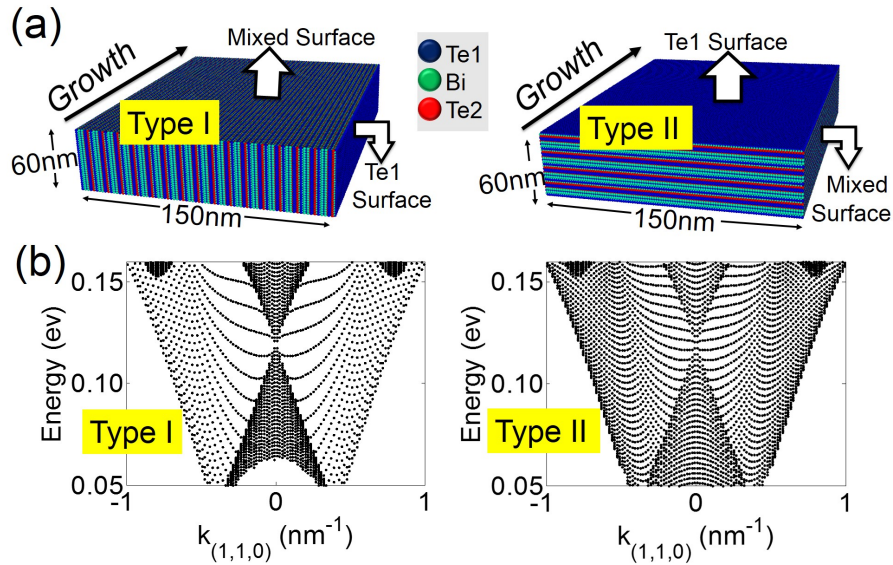 (a)
Growth
Mixed Surface
Type I
60nm
150nm
Te1
Surface
Te1
Bi
Te2
Growth
Te1 Surface
Type II
60nm
150nm
Mixed
Surface
(b)
Energy (ev)
0.15
0.10
0.05
Type I
-1
0
1
k(1,1,0) (nm-1)
Energy (ev)
0.15
0.10
0.05
Type II
-1
0
1
k(1,1,0) (nm-1)